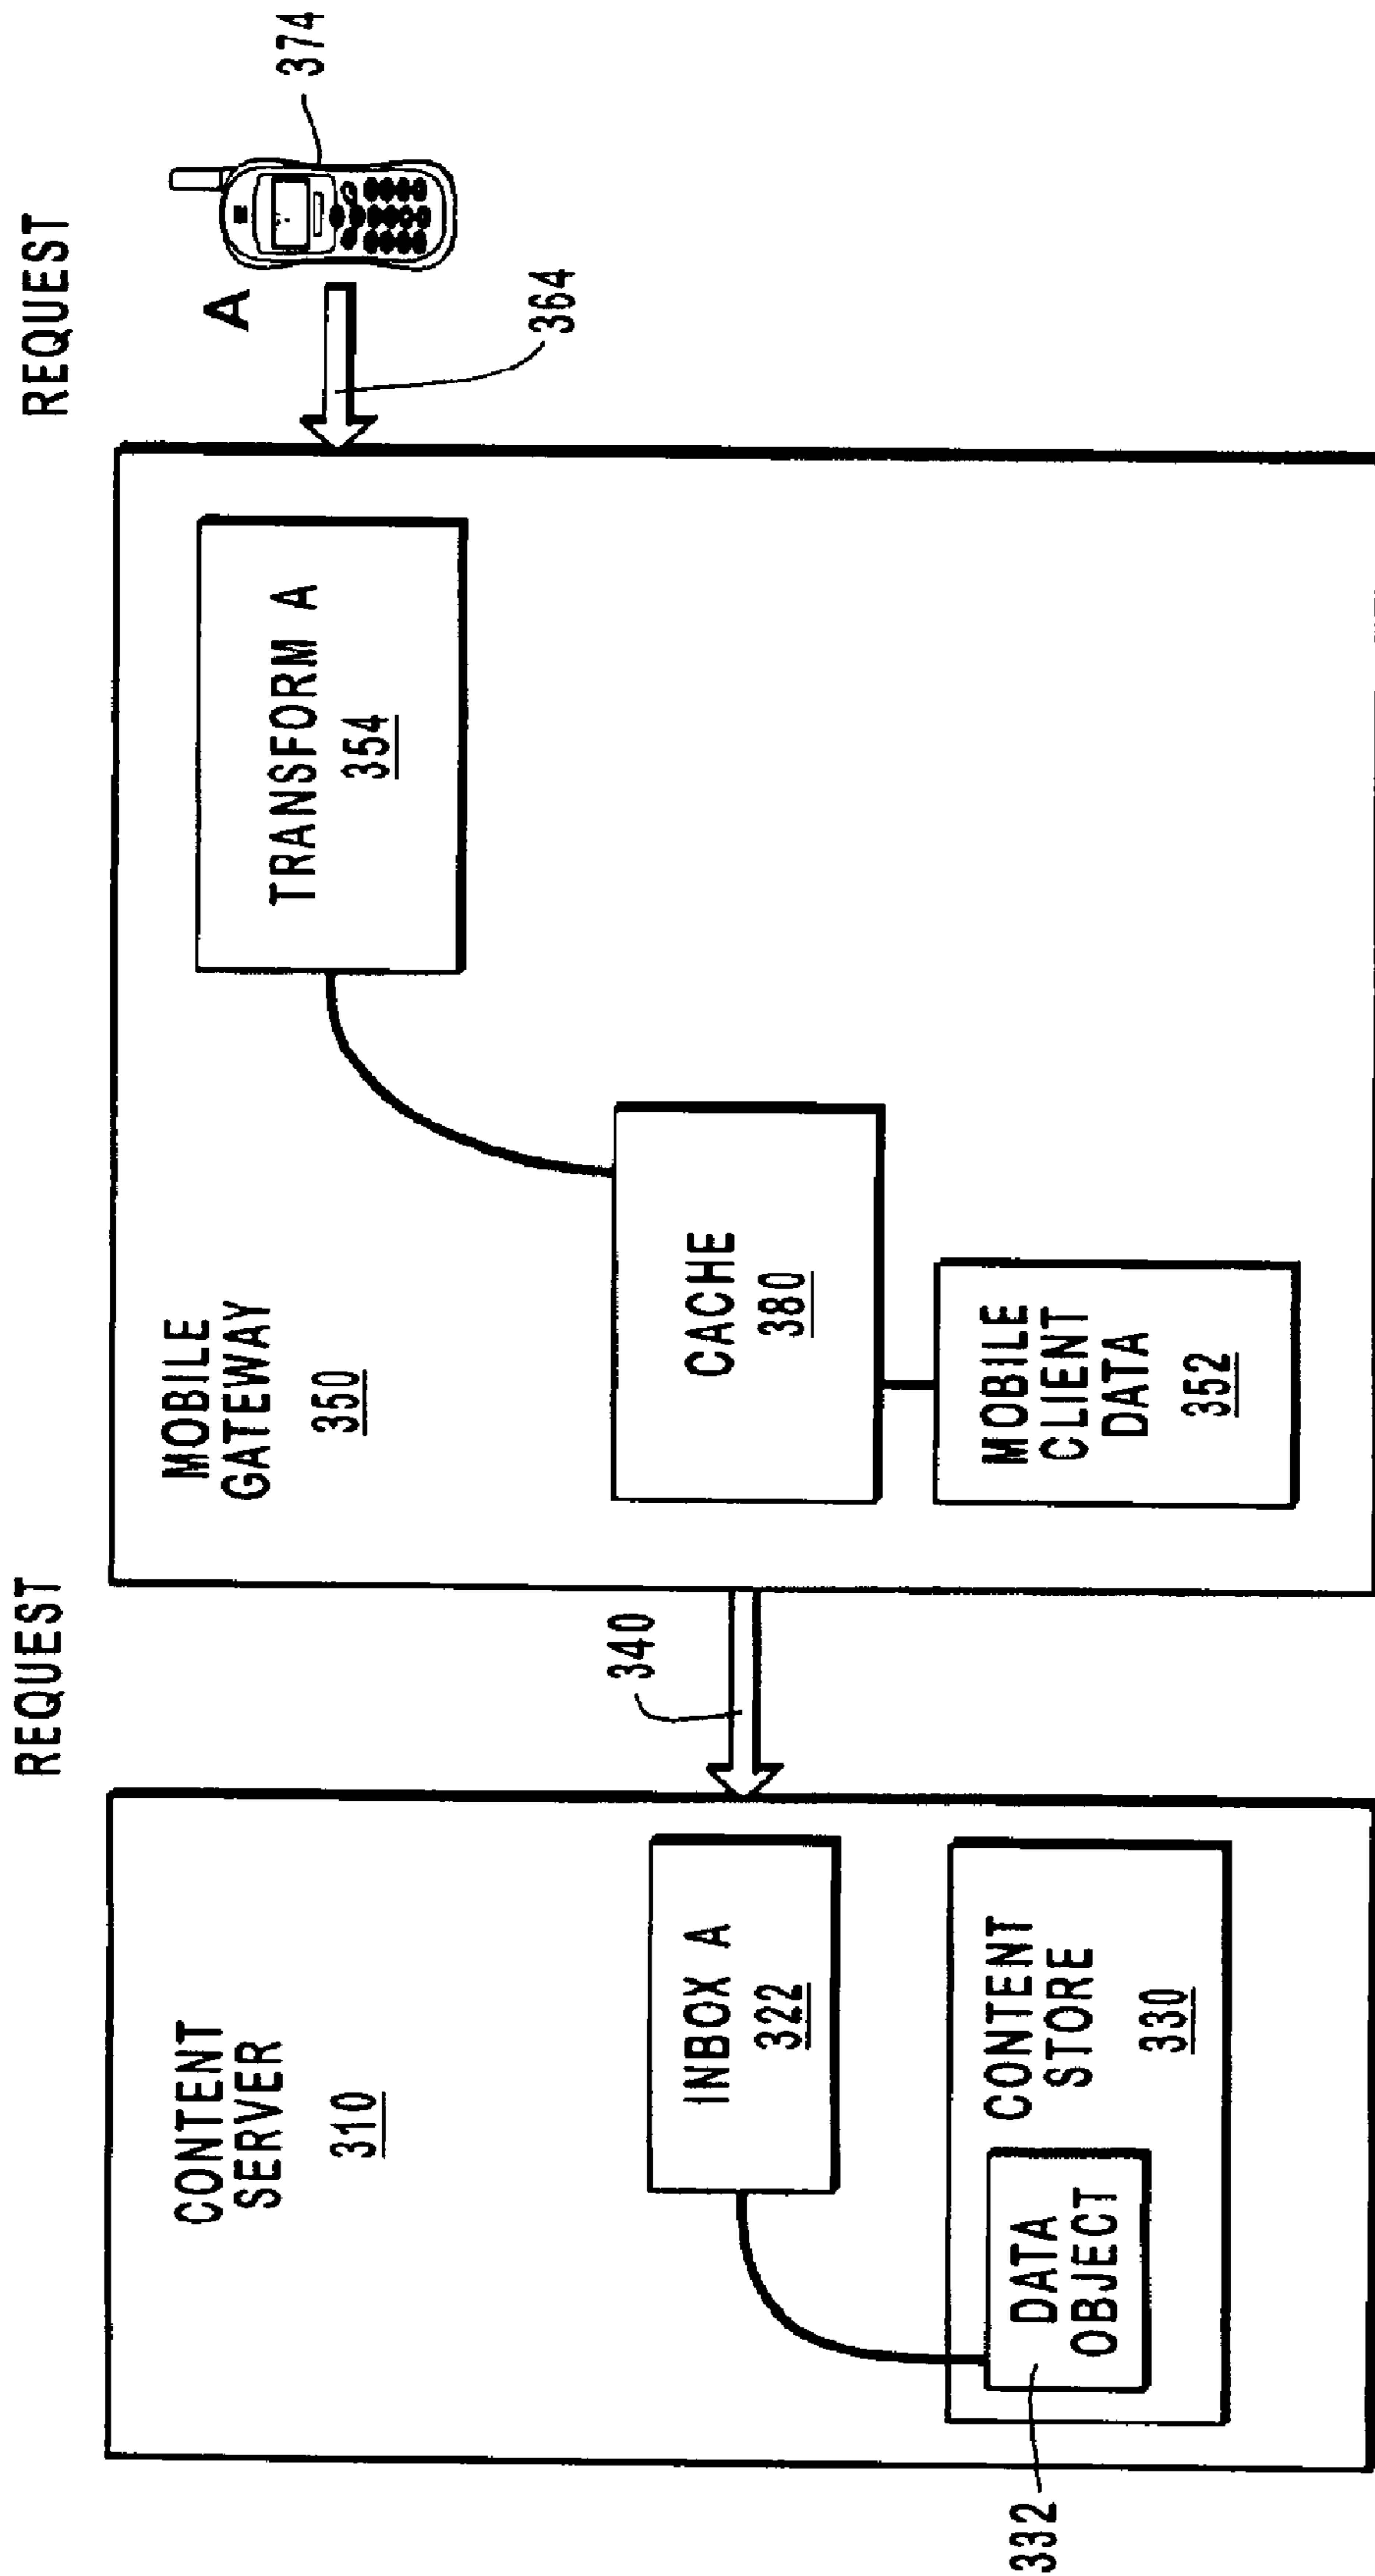 REQUEST
REQUEST
CONTENT
SERVER
310
INBOX A
322
CONTENT
STORE
330
DATA
OBJECT
332
340
MOBILE
GATEWAY
350
CACHE
380
MOBILE
CLIENT
DATA
352
TRANSFORM A
354
A
364
374